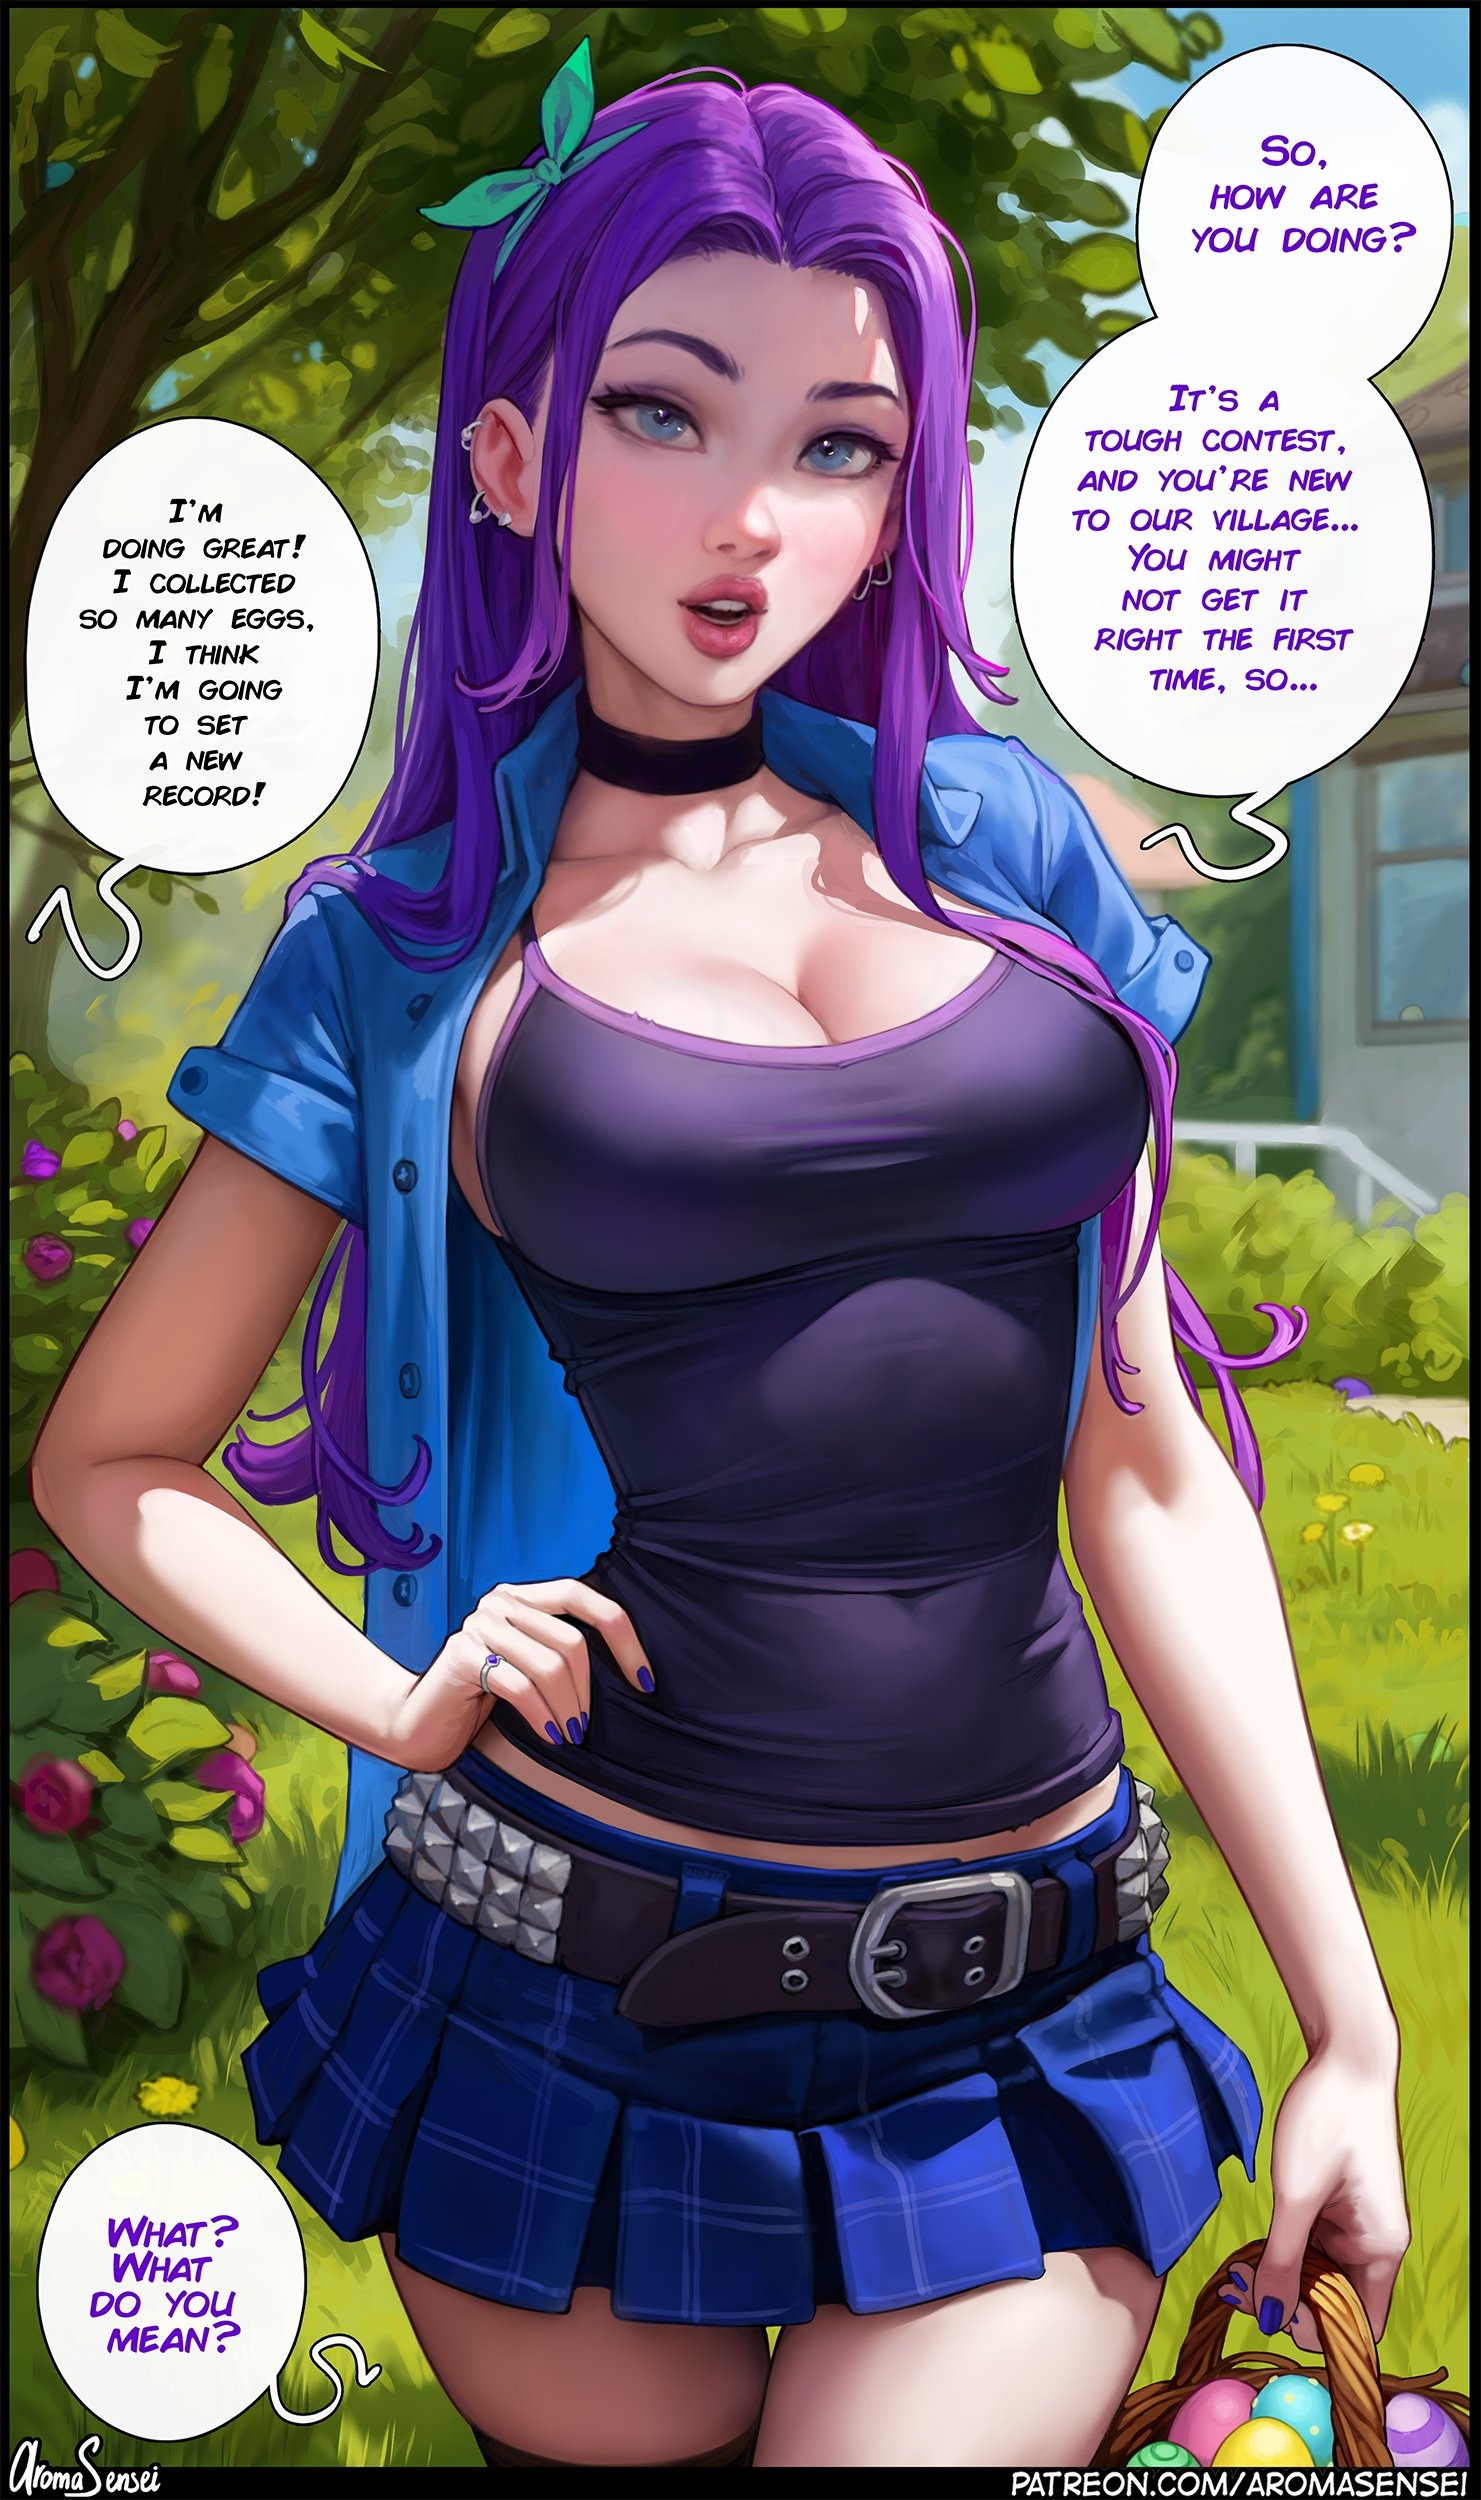 So,
how are
you doing?
It's a
tough contest,
and you're new
to our village...
You might
not get it
right the first
time, so...
I'm
doing great!
I collected
so many eggs,
I think
I'm going
to set
a new
record!
What?
What
do you
mean?
AromaSensei
PATREON.COM/AROMASENSEI